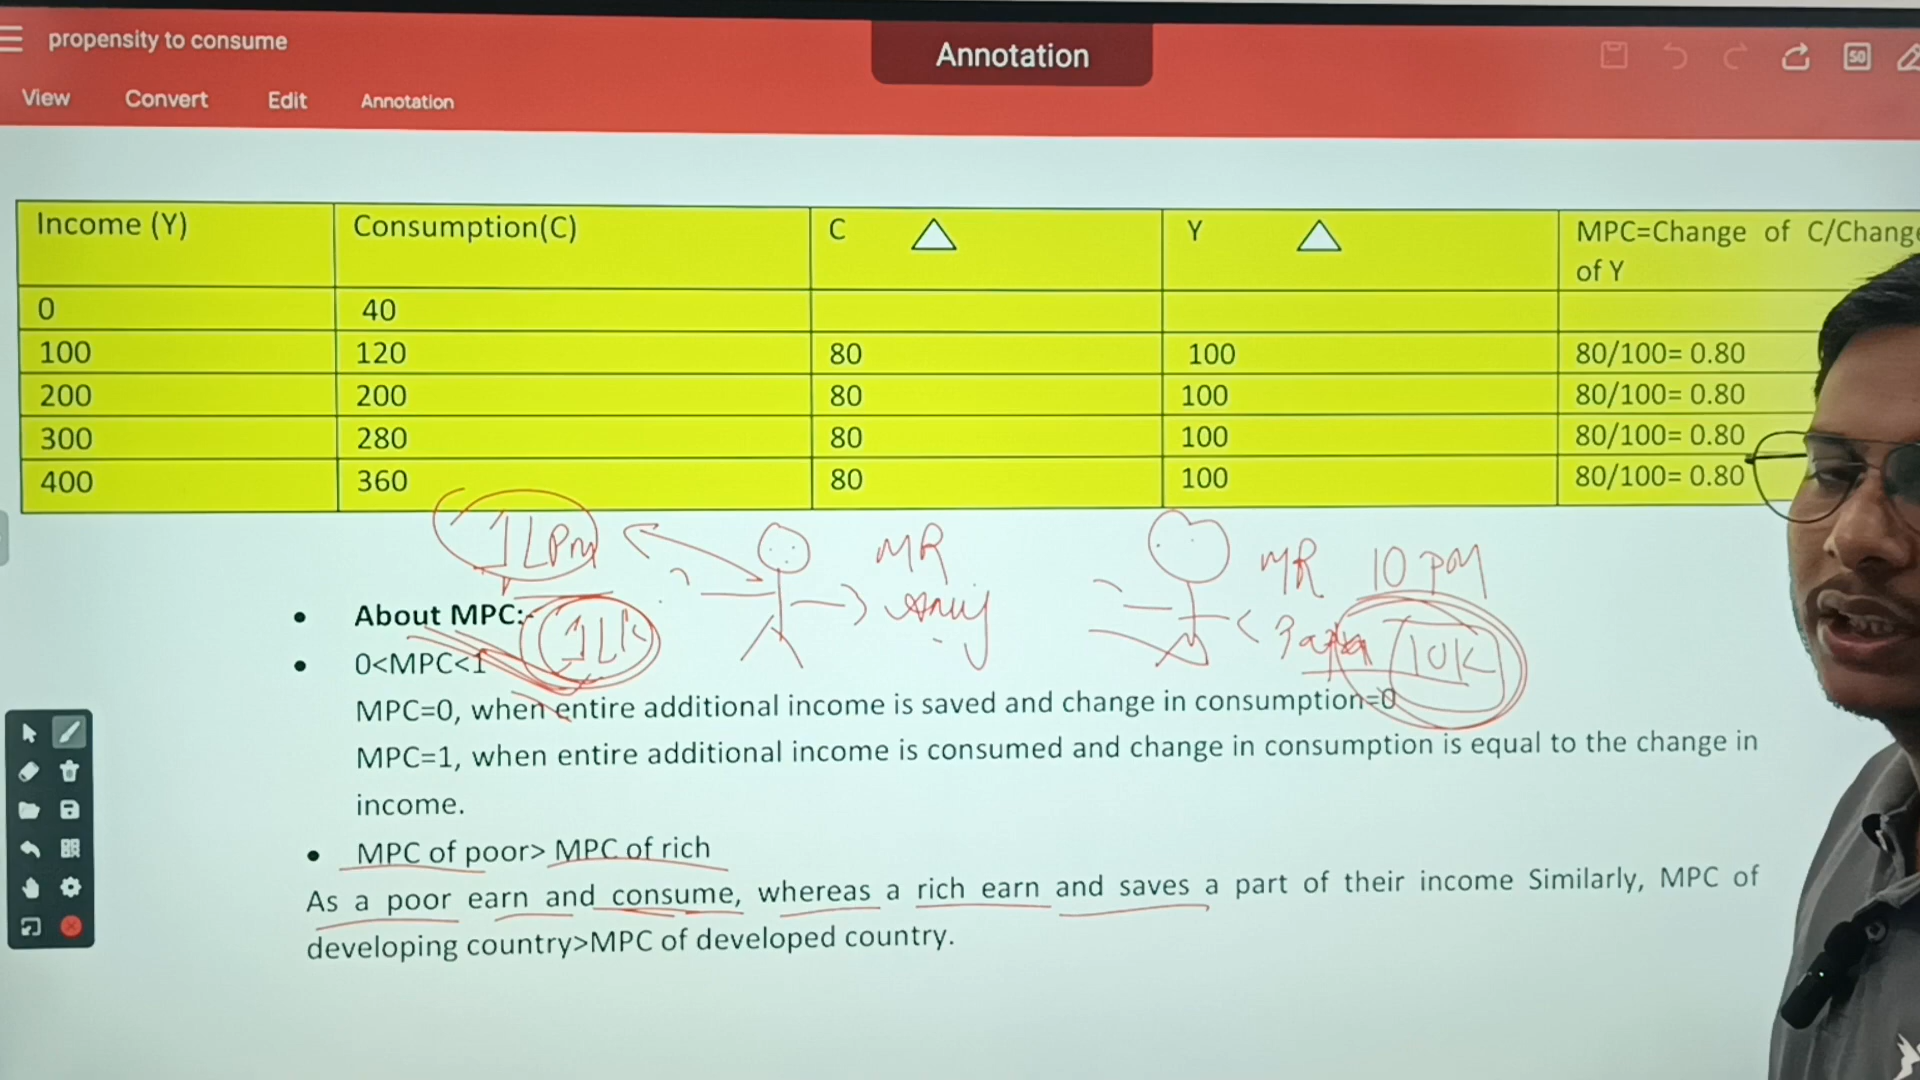 propensity to consume
Annotation
50
View Convert Edit Annotation
Income (Y) Consumption(C) C △ Y △ MPC=Change of C/Change of Y
0 40
100 120 80 100 80/100= 0.80
200 200 80 100 80/100= 0.80
300 280 80 100 80/100= 0.80
400 360 80 100 80/100= 0.80
1LPM MR MR 10 PM
• About MPC:-
1LK 10K
• 0<MPC<1
MPC=0, when entire additional income is saved and change in consumption=0
MPC=1, when entire additional income is consumed and change in consumption is equal to the change in
income.
• MPC of poor> MPC of rich
As a poor earn and consume, whereas a rich earn and saves a part of their income Similarly, MPC of
developing country>MPC of developed country.